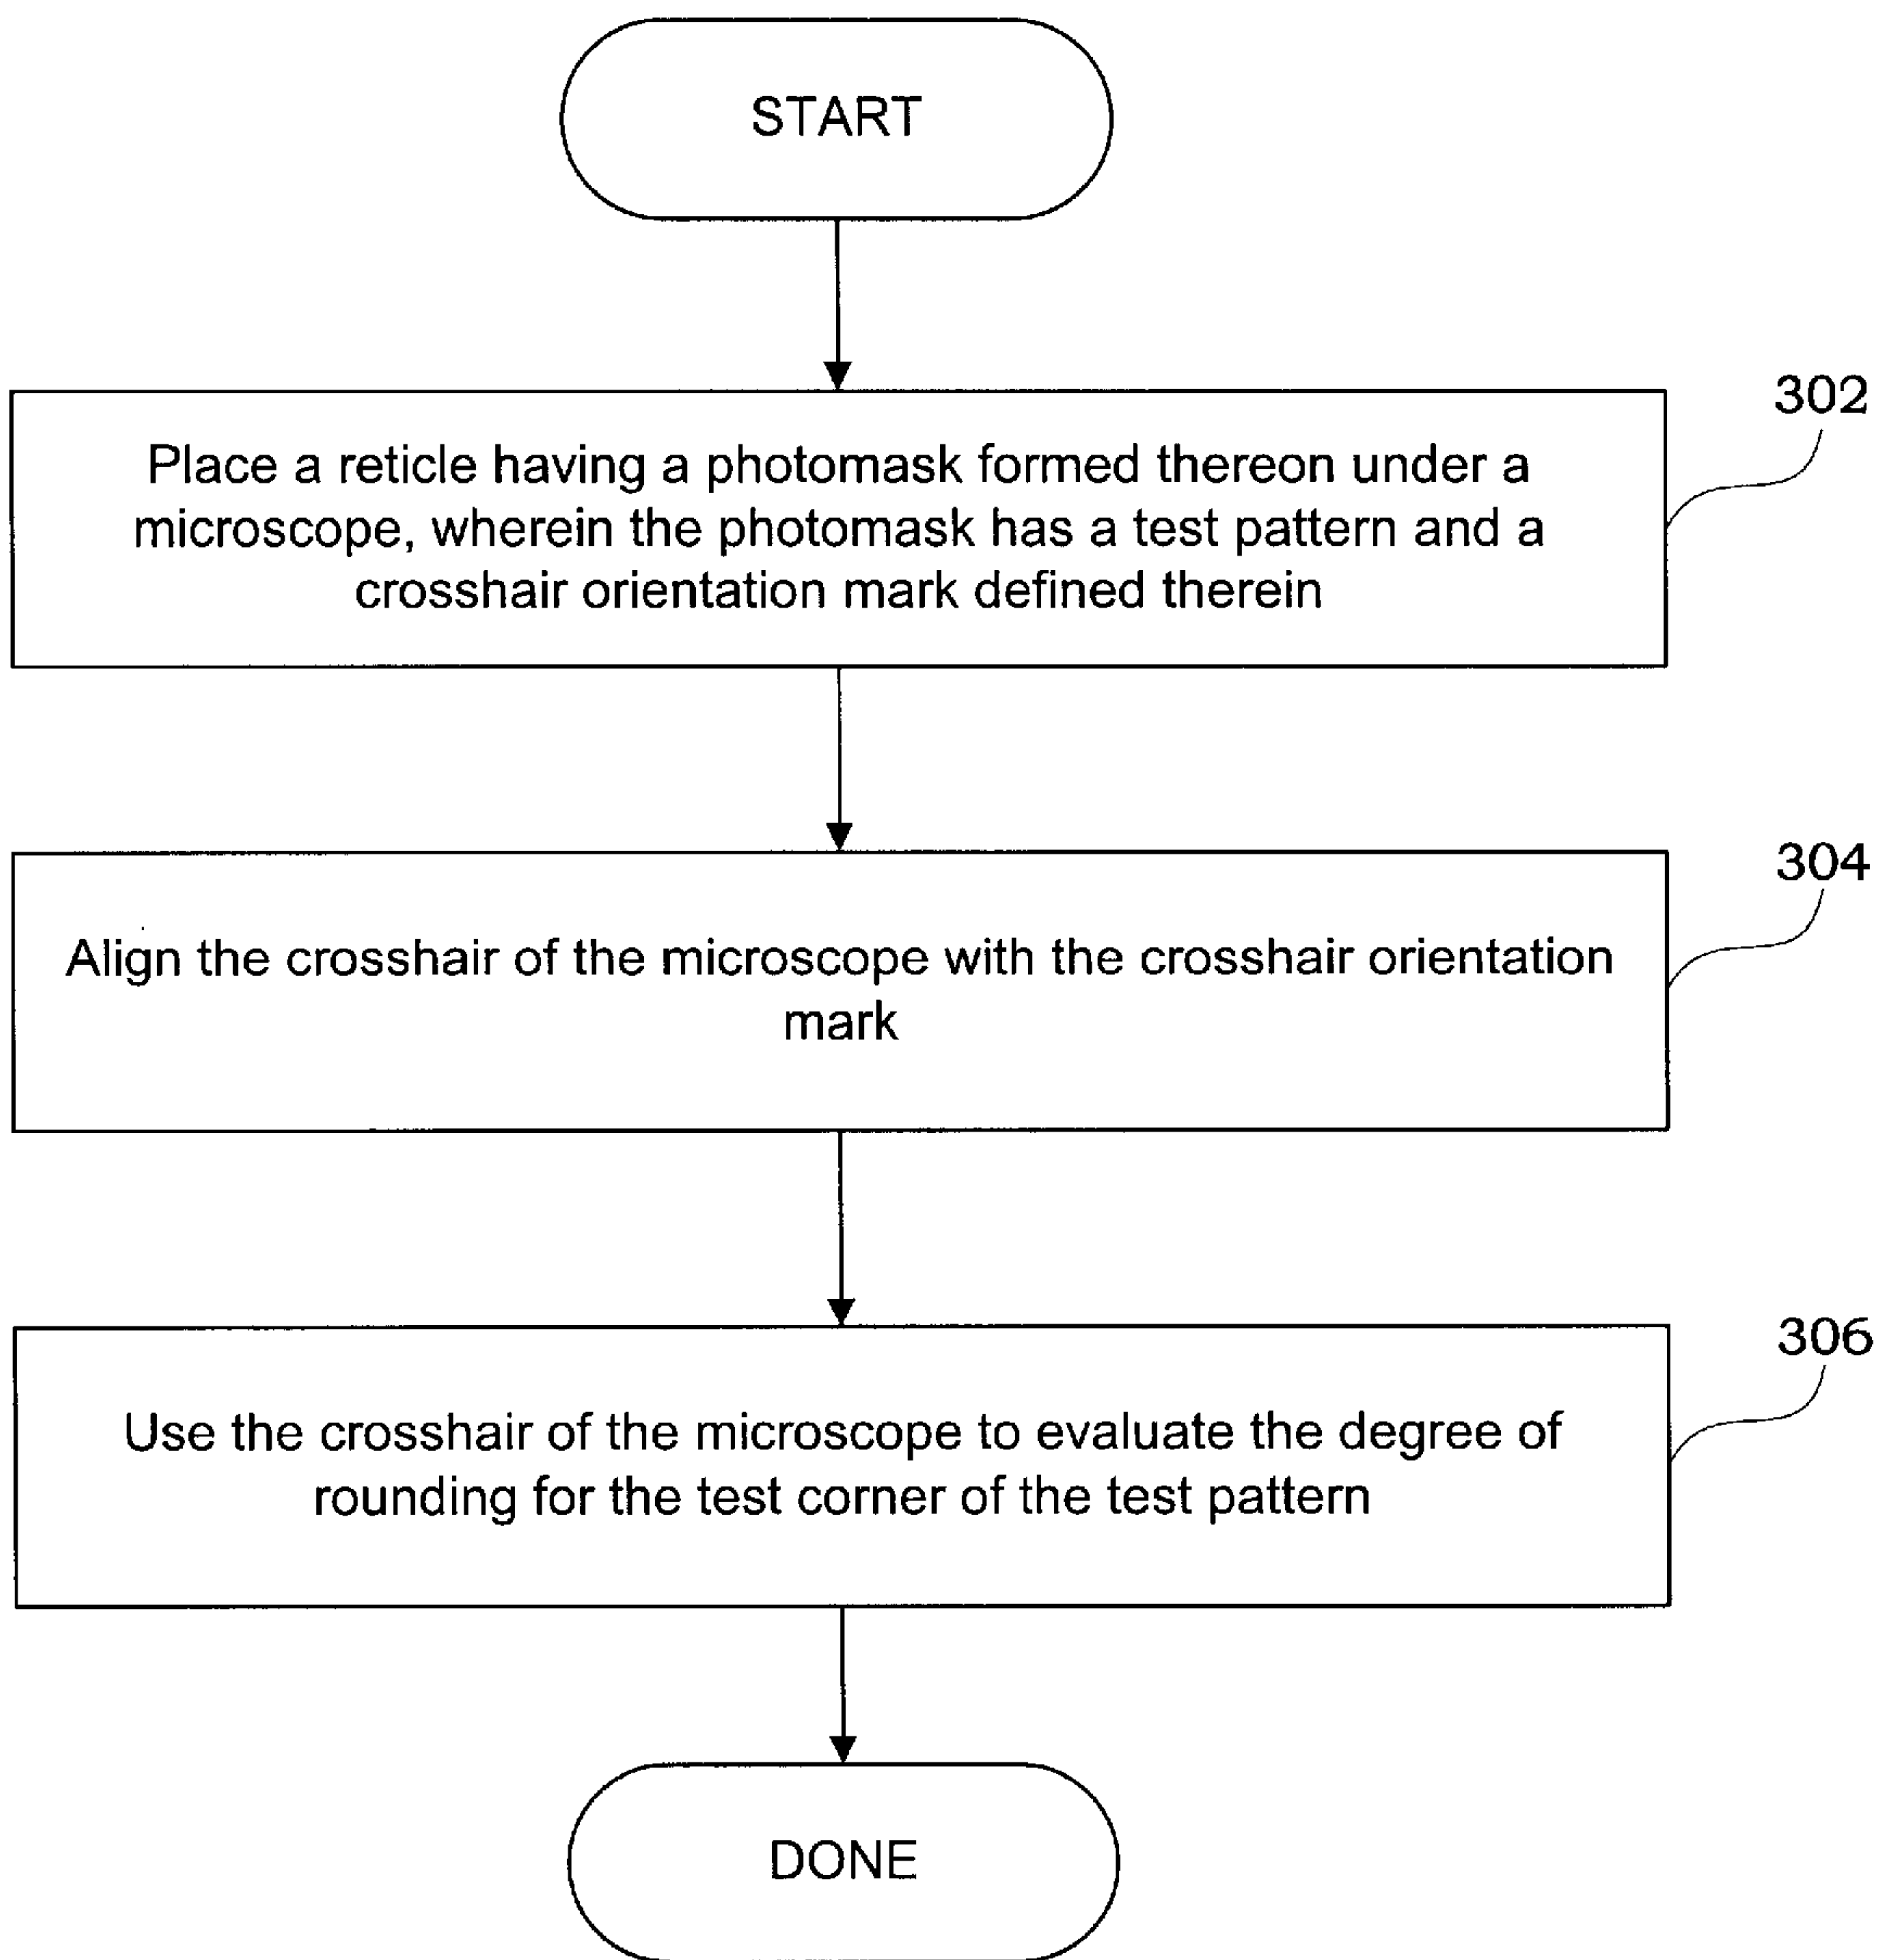 START
302
Place a reticle having a photomask formed thereon under a
microscope, wherein the photomask has a test pattern and a
crosshair orientation mark defined therein
304
Align the crosshair of the microscope with the crosshair orientation
mark
306
Use the crosshair of the microscope to evaluate the degree of
rounding for the test corner of the test pattern
DONE